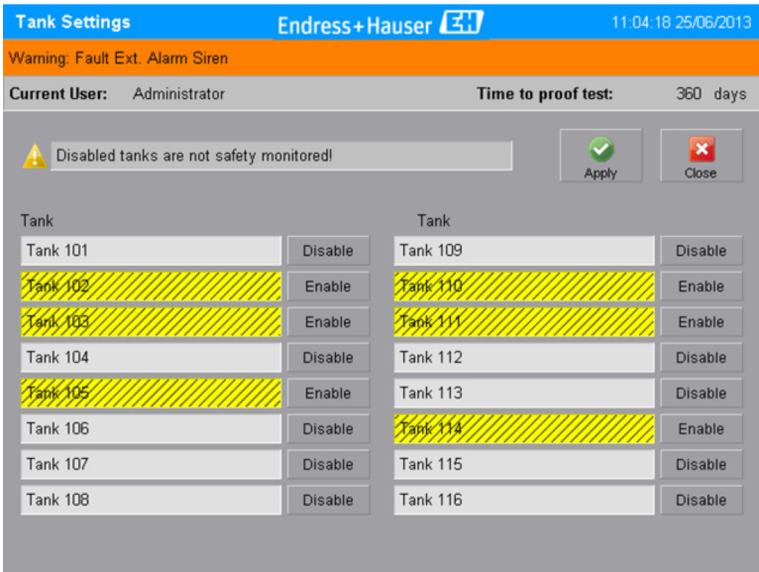 Tank Settings Endress+Hauser EH 11:04:18 25/06/2013
Warning: Fault Ext. Alarm Siren
Current User: Administrator Time to proof test: 360 days
Disabled tanks are not safety monitored!
Apply Close
Tank Tank
Tank 101 Disable Tank 109 Disable
Tank 102 Enable Tank 110 Enable
Tank 103 Enable Tank 111 Enable
Tank 104 Disable Tank 112 Disable
Tank 105 Enable Tank 113 Disable
Tank 106 Disable Tank 114 Enable
Tank 107 Disable Tank 115 Disable
Tank 108 Disable Tank 116 Disable